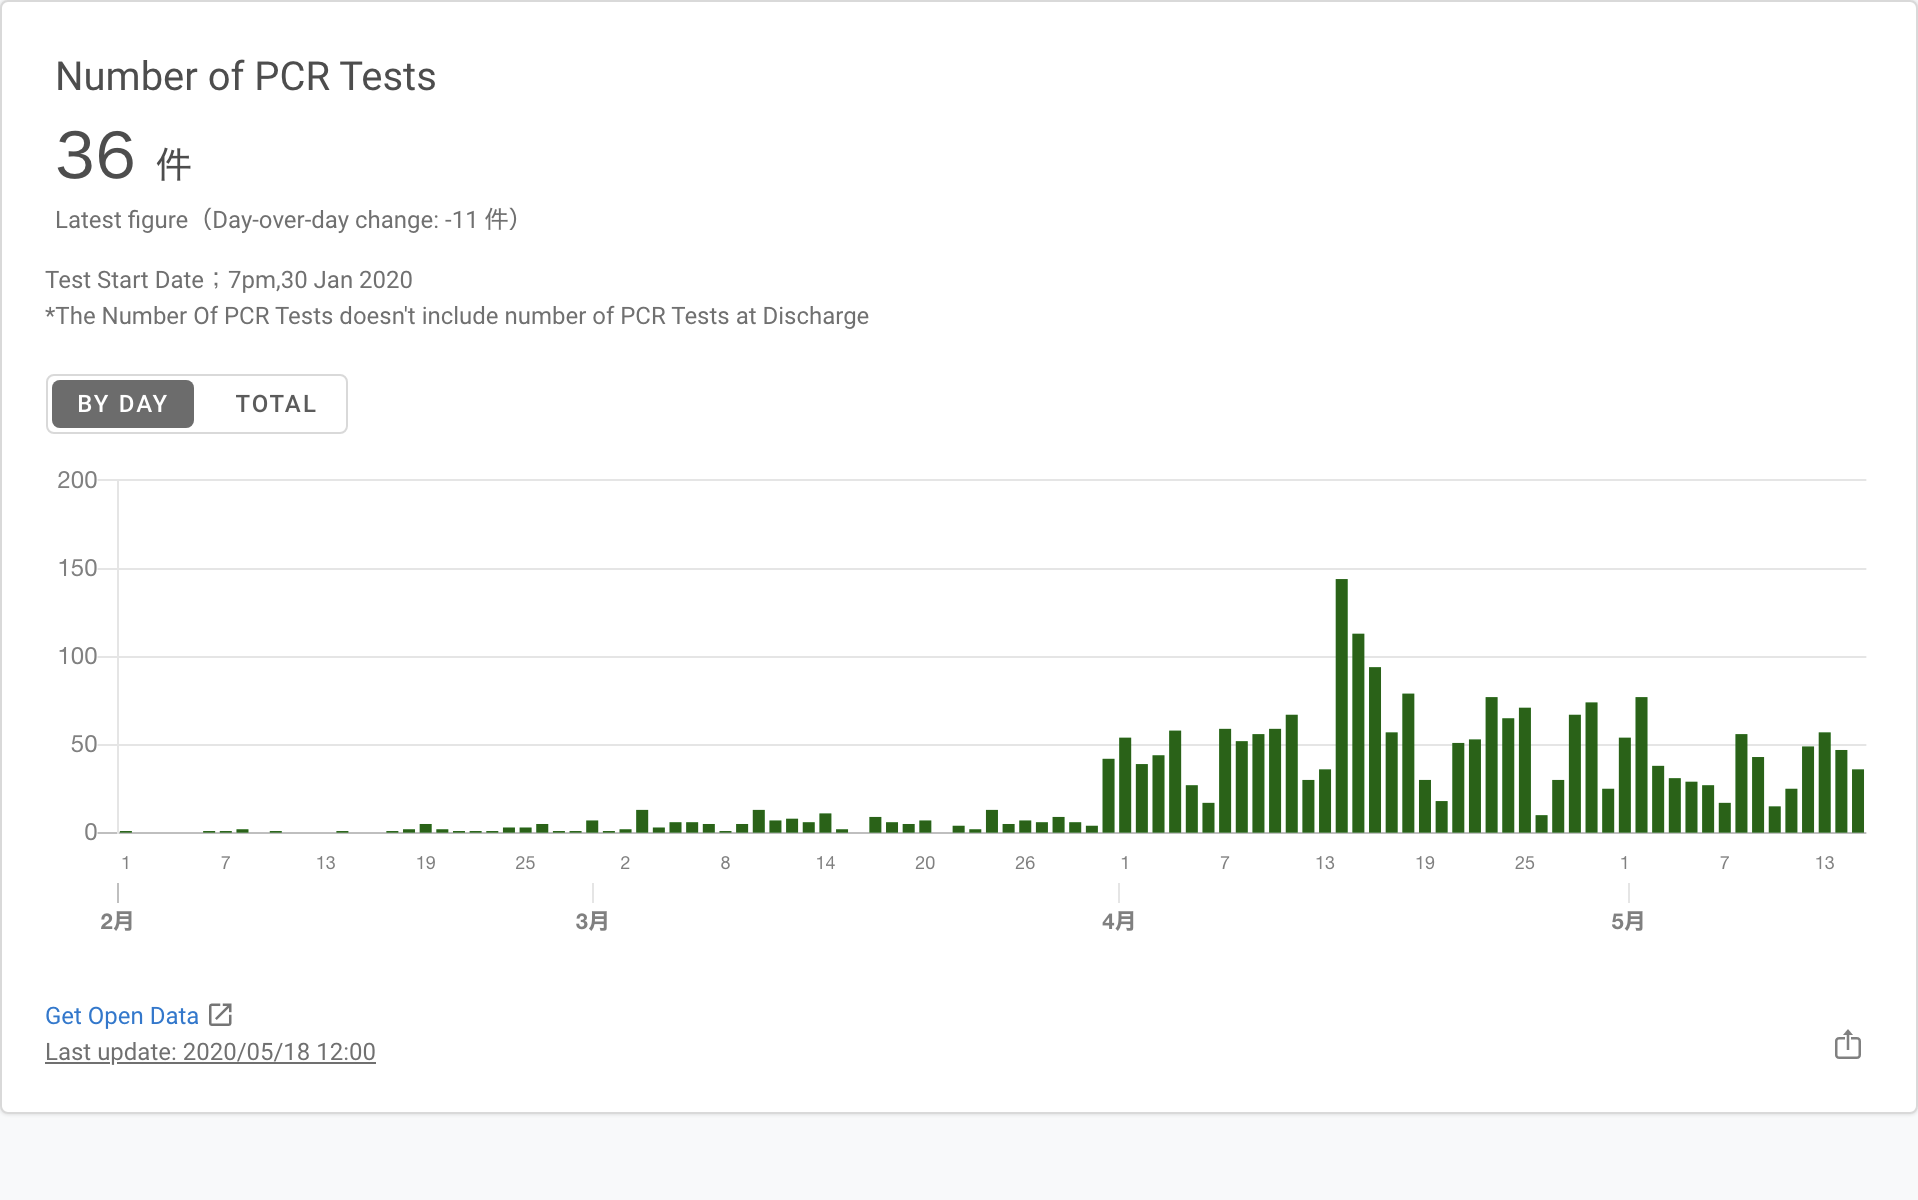 Number of PCR Tests
36 件
Latest figure（Day-over-day change: -11 件）
Test Start Date；7pm,30 Jan 2020
*The Number Of PCR Tests doesn't include number of PCR Tests at Discharge
BY DAY TOTAL
200
150
100
50
0
1 7 13 19 25 2 8 14 20 26 1 7 13 19 25 1 7 13
2月 3月 4月 5月
Get Open Data
Last update: 2020/05/18 12:00